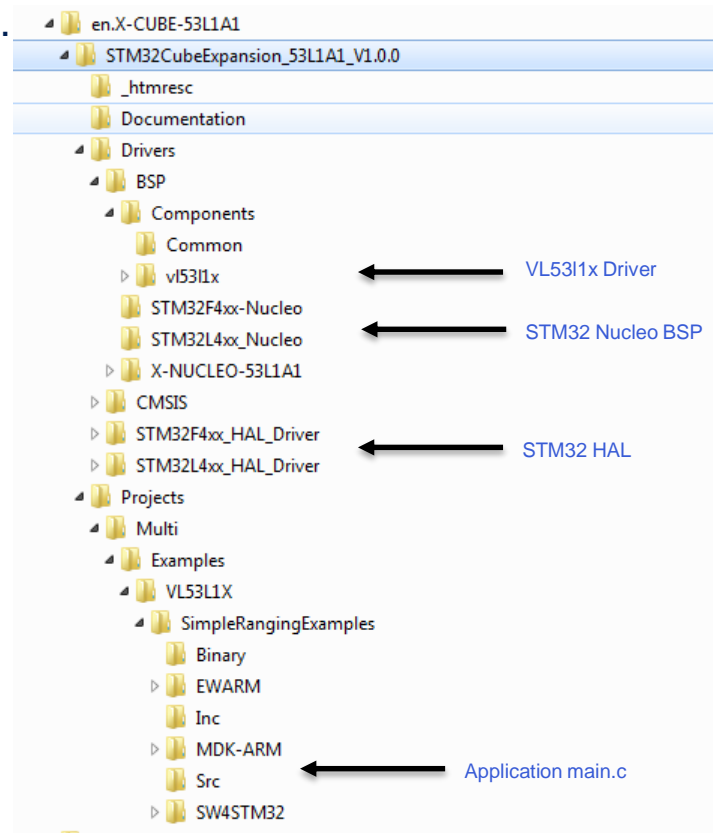 en.X-CUBE-53L1A1
STM32CubeExpansion_53L1A1_V1.0.0
_htmresc
Documentation
Drivers
BSP
Components
Common
vl53l1x
VL53l1x Driver
STM32F4xx-Nucleo
STM32L4xx_Nucleo
STM32 Nucleo BSP
X-NUCLEO-53L1A1
CMSIS
STM32F4xx_HAL_Driver
STM32 HAL
STM32L4xx_HAL_Driver
Projects
Multi
Examples
VL53L1X
SimpleRangingExamples
Binary
EWARM
Inc
MDK-ARM
Application main.c
Src
SW4STM32